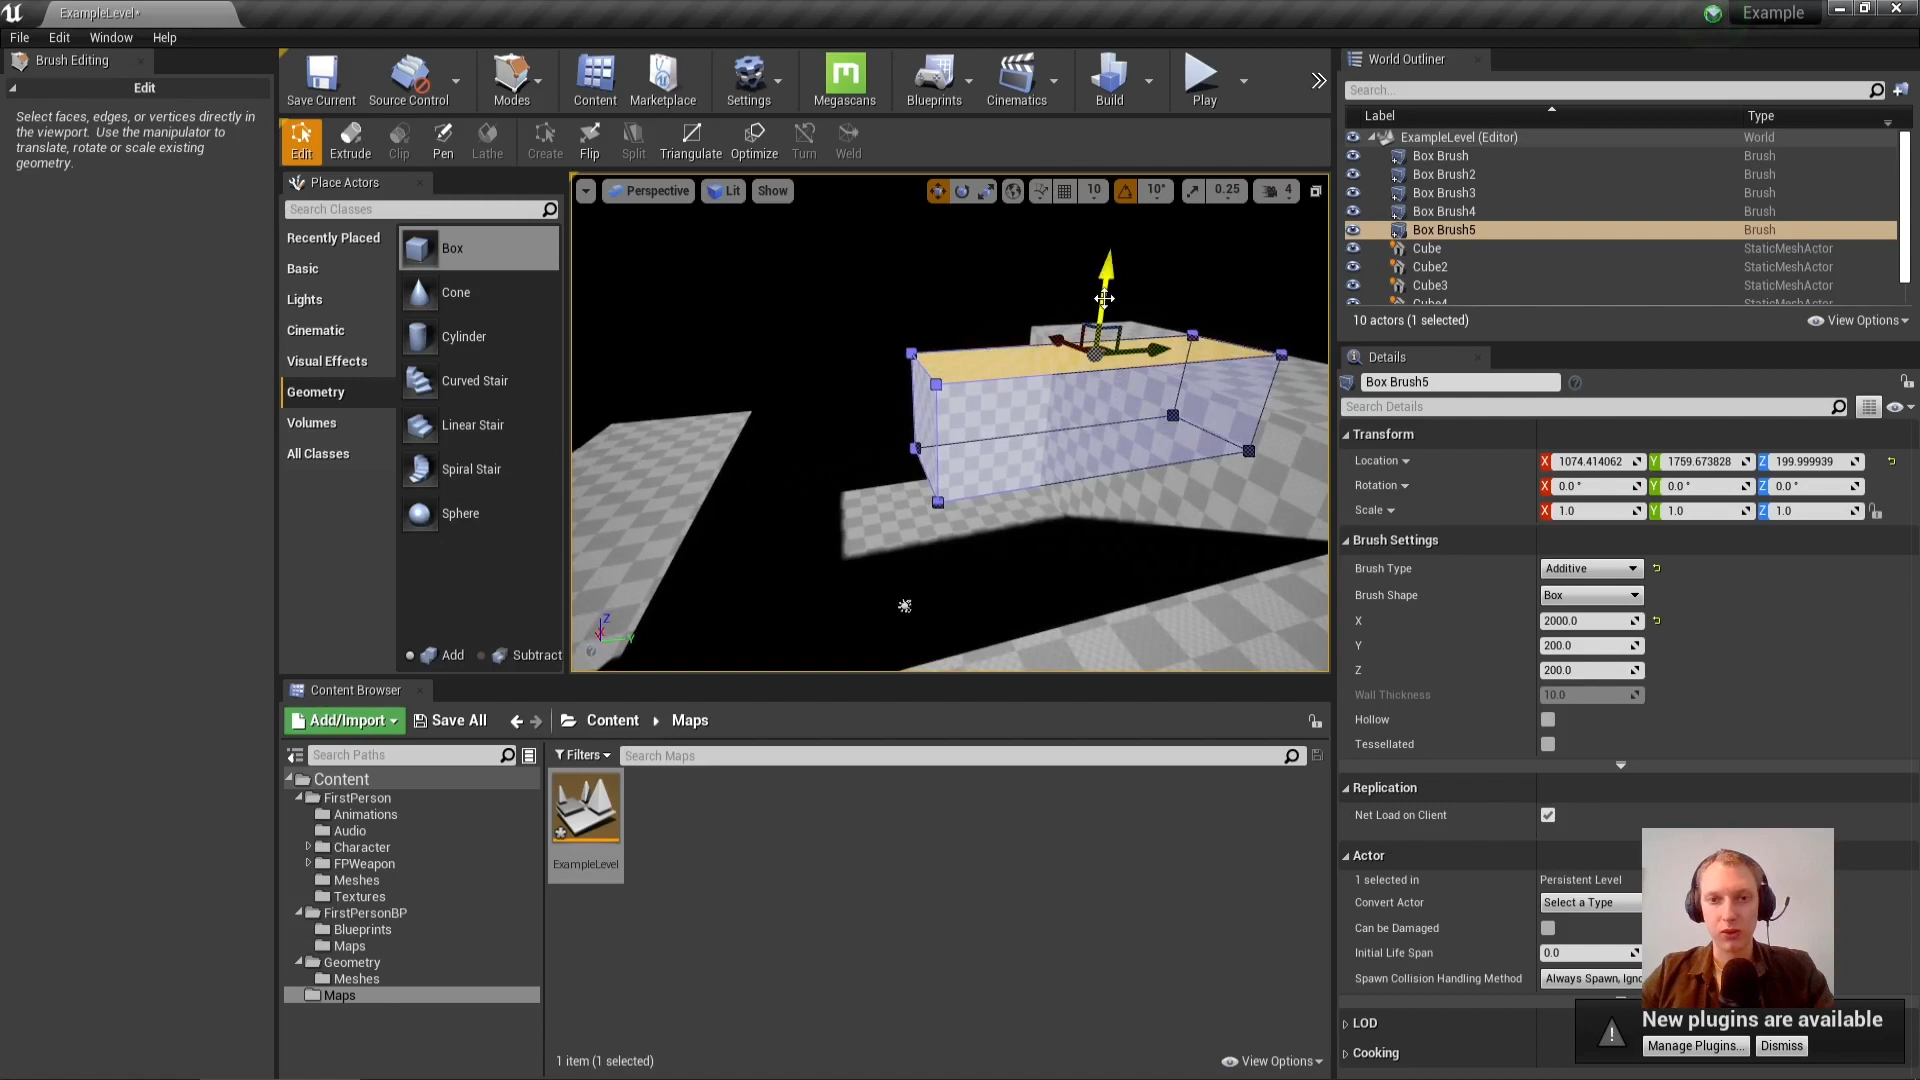 ExampleLevel*
Example
File Edit Window Help
Brush Editing
Edit
Select faces, edges, or vertices directly in
the viewport. Use the manipulator to
translate, rotate or scale existing
geometry.
Save Current Source Control Modes Content Marketplace Settings Megascans Blueprints Cinematics Build Play
Edit Extrude Clip Pen Lathe Create Flip Split Triangulate Optimize Turn Weld
Place Actors
Search Classes
Recently Placed
Basic
Lights
Cinematic
Visual Effects
Geometry
Volumes
All Classes
Box
Cone
Cylinder
Curved Stair
Linear Stair
Spiral Stair
Sphere
Add Subtract
Perspective Lit Show 10 10° 0.25 4
Z
X Y
Content Browser
Add/Import Save All Content Maps
Search Paths
Filters Search Maps
Content
FirstPerson
Animations
Audio
Character
FPWeapon
Meshes
Textures
FirstPersonBP
Blueprints
Maps
Geometry
Meshes
Maps
ExampleLevel
1 item (1 selected)
View Options
World Outliner
Search...
Label Type
ExampleLevel (Editor) World
Box Brush Brush
Box Brush2 Brush
Box Brush3 Brush
Box Brush4 Brush
Box Brush5 Brush
Cube StaticMeshActor
Cube2 StaticMeshActor
Cube3 StaticMeshActor
Cube4 StaticMeshActor
10 actors (1 selected)
View Options
Details
Box Brush5
Search Details
Transform
Location X 1074.414062 Y 1759.673828 Z 199.999939
Rotation X 0.0 ° Y 0.0 ° Z 0.0 °
Scale X 1.0 Y 1.0 Z 1.0
Brush Settings
Brush Type Additive
Brush Shape Box
X 2000.0
Y 200.0
Z 200.0
Wall Thickness 10.0
Hollow
Tessellated
Replication
Net Load on Client
Actor
1 selected in Persistent Level
Convert Actor Select a Type
Can be Damaged
Initial Life Span 0.0
Spawn Collision Handling Method Always Spawn, Igno
LOD
Cooking
New plugins are available
Manage Plugins... Dismiss